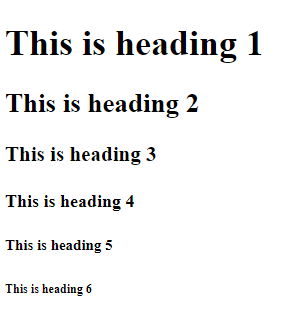 This is heading 1
This is heading 2
This is heading 3
This is heading 4
This is heading 5
This is heading 6